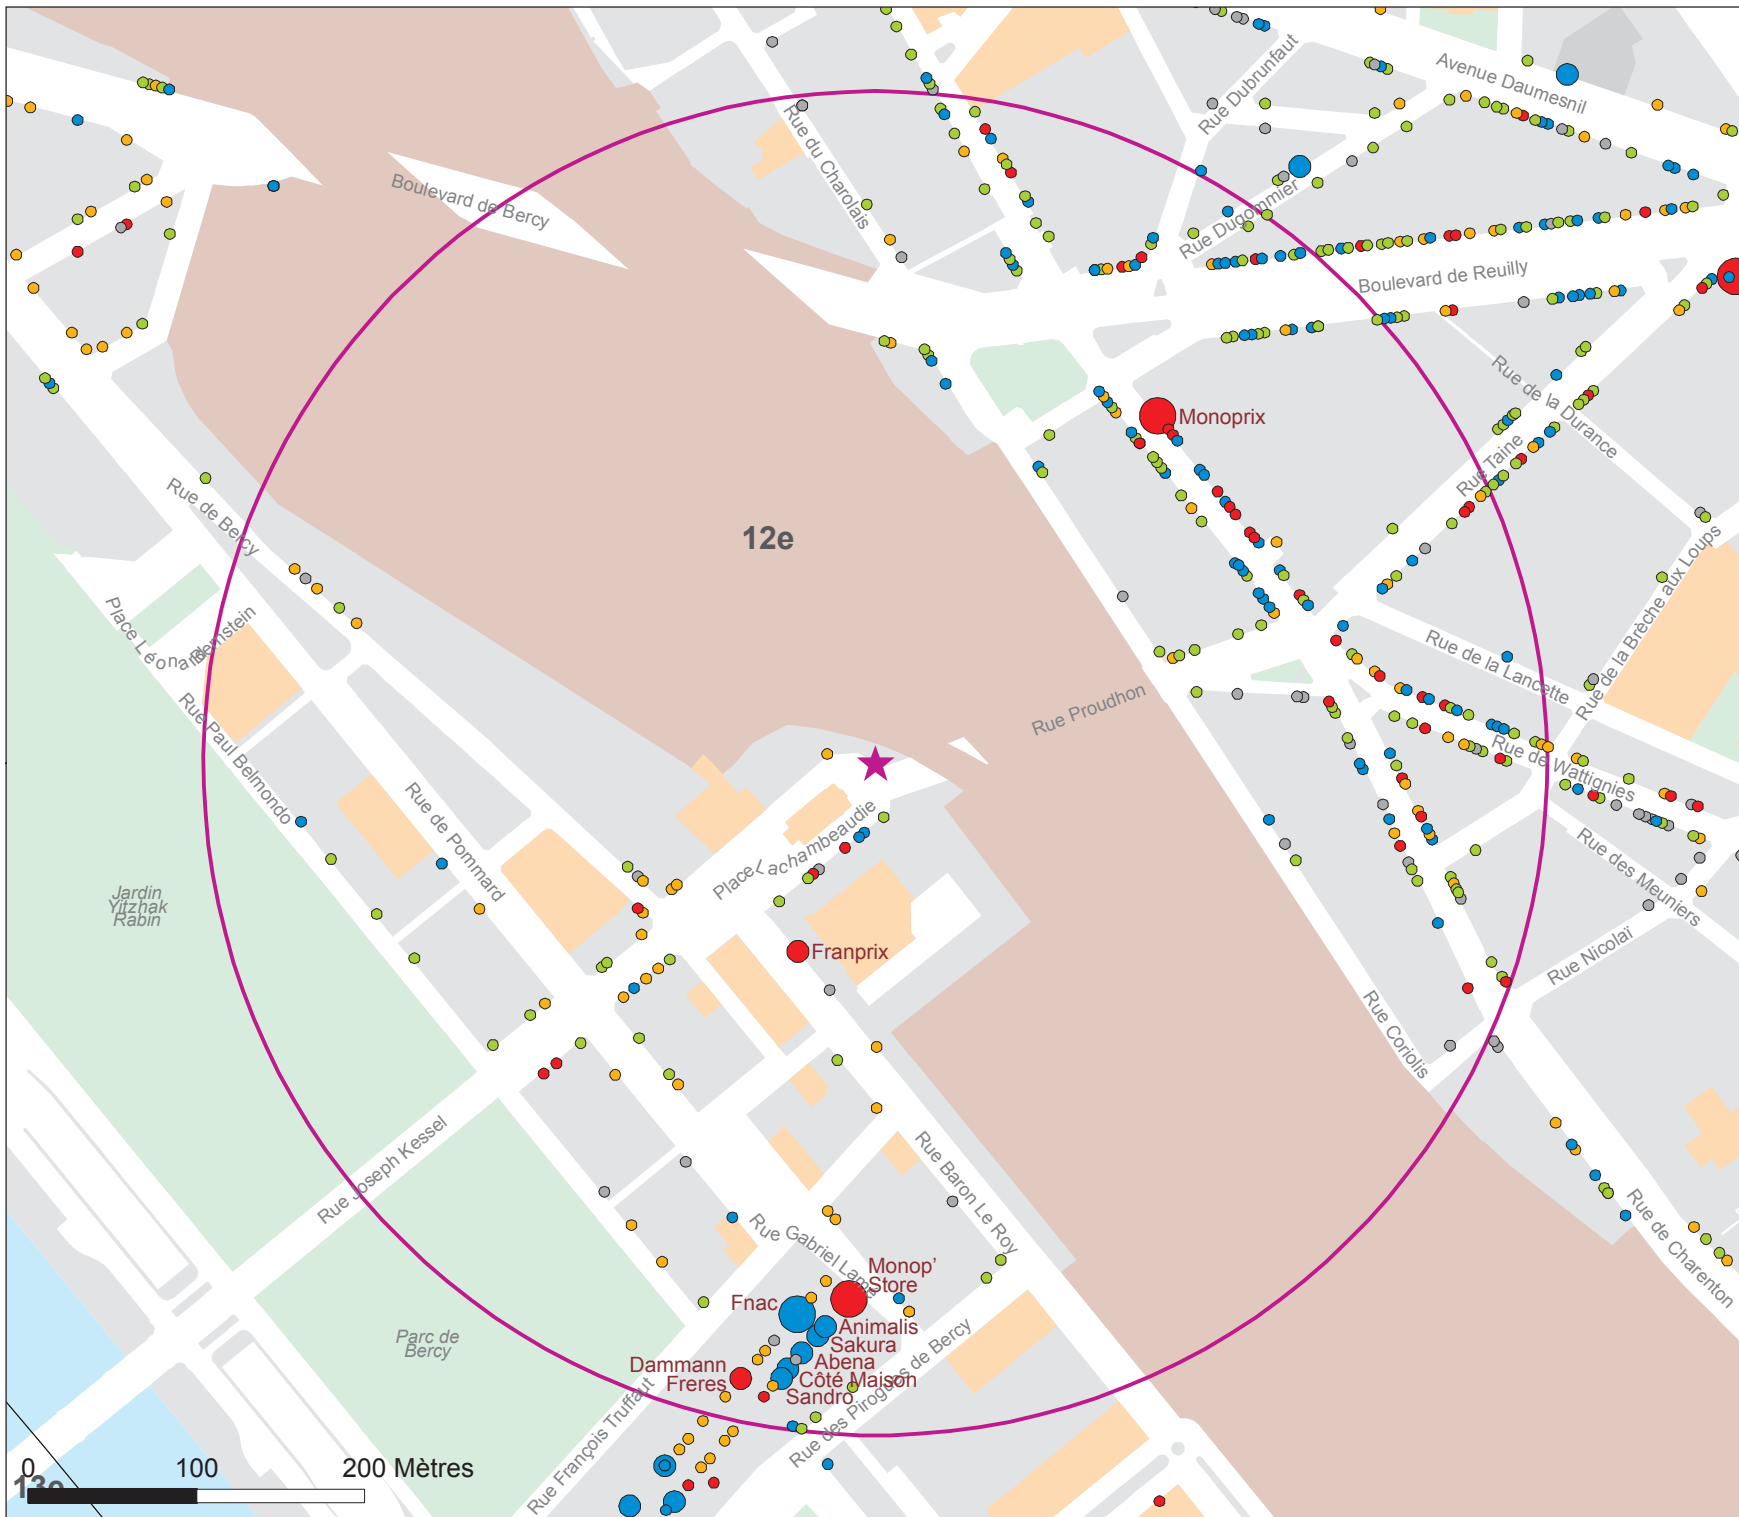 Avenue Daumesnil
Rue Dubrunfaut
Rue du Charolais
Boulevard de Bercy
Rue Dugommier
Boulevard de Reuilly
Rue de la Durance
Monoprix
Rue Taine
Rue de Bercy
12e
Rue de la Brèche aux Loups
Place Léonard
Bernstein
Rue de la Lancette
Rue Paul Belmondo
Rue Proudhon
Rue de Wattignies
Rue de Pommard
Place Lachambeaudie
Rue des Meuniers
Jardin
Yitzhak
Rabin
Franprix
Rue Nicolaï
Rue Coriolis
Rue Joseph Kessel
Rue Baron Le Roy
Rue de Charenton
Rue Gabriel
Monop'
Store
Fnac
Animalis
Sakura
Parc de
Bercy
Dammann
Freres
Abena
Côté Maison
Sandro
Rue des Pirogues de Bercy
Rue François Truffaut
0 100 200 Mètres
13e